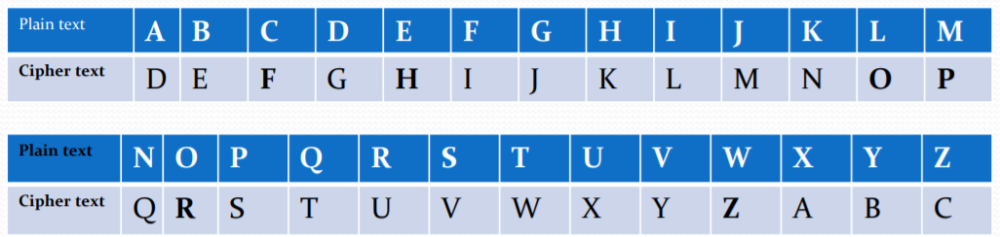 Plain text A B C D E F G H I J K L M
Cipher text D E F G H I J K L M N O P
Plain text N O P Q R S T U V W X Y Z
Cipher text Q R S T U V W X Y Z A B C